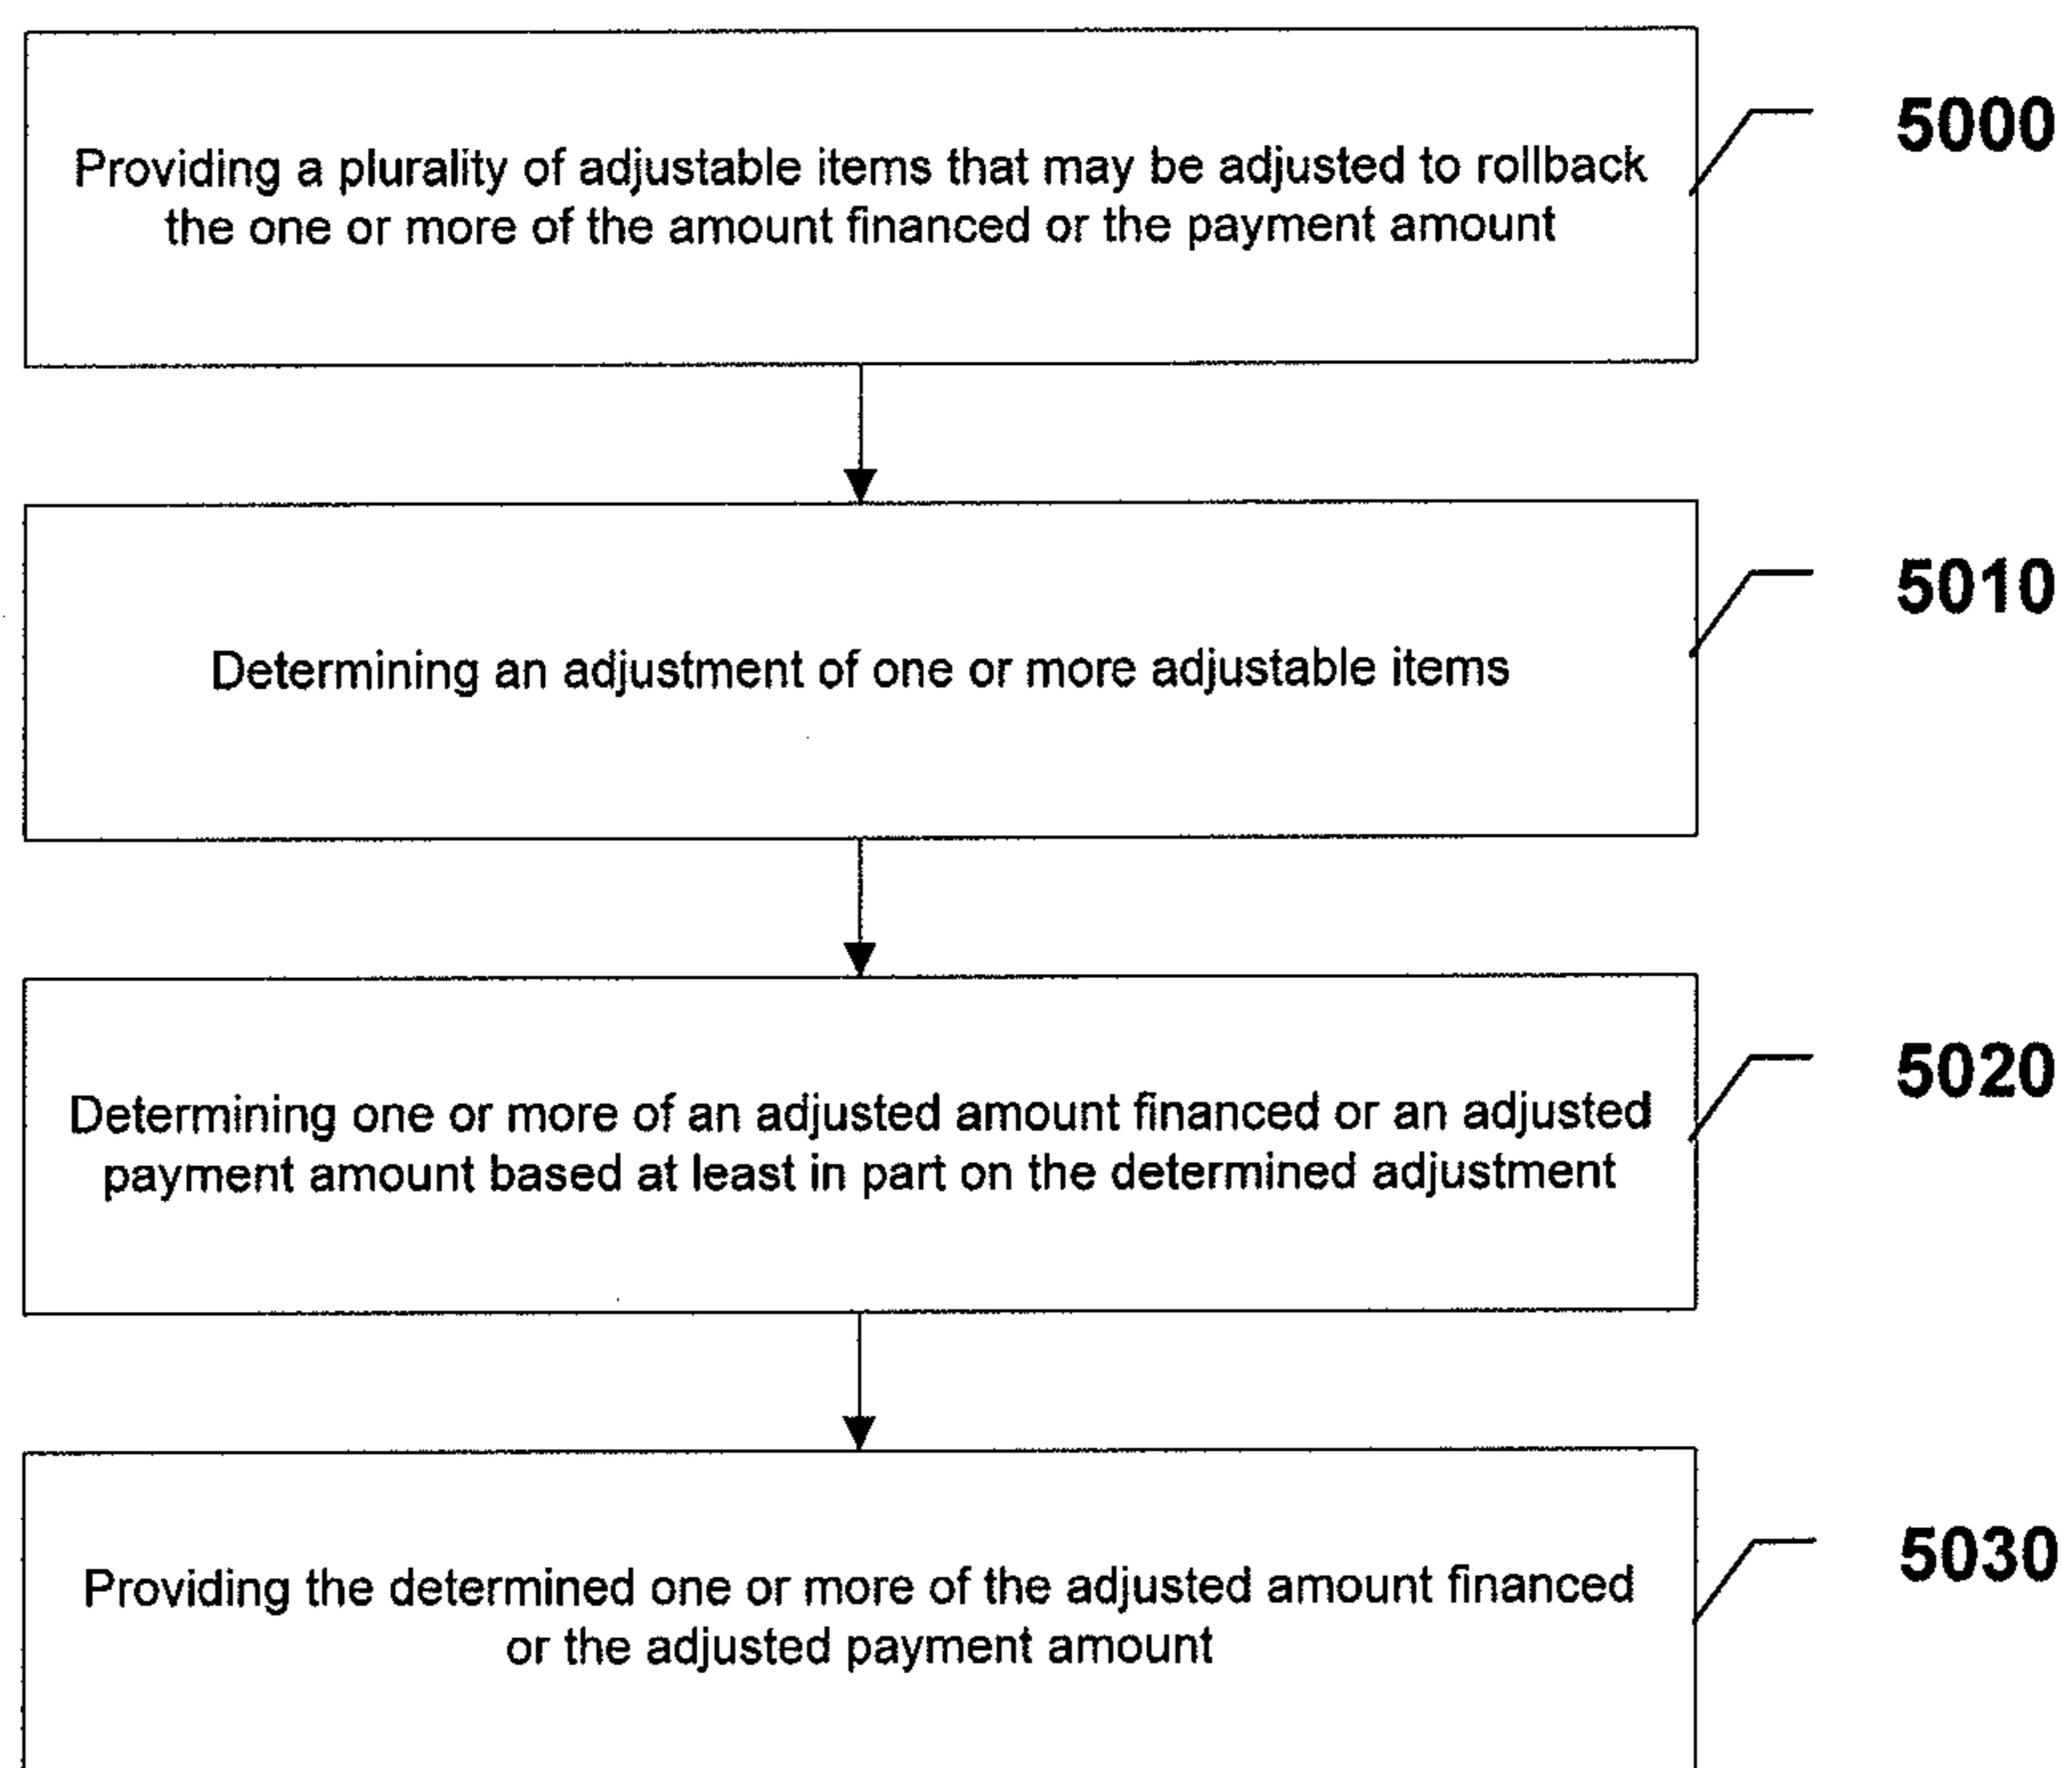 Providing a plurality of adjustable items that may be adjusted to rollback
the one or more of the amount financed or the payment amount
5000
Determining an adjustment of one or more adjustable items
5010
Determining one or more of an adjusted amount financed or an adjusted
payment amount based at least in part on the determined adjustment
5020
Providing the determined one or more of the adjusted amount financed
or the adjusted payment amount
5030